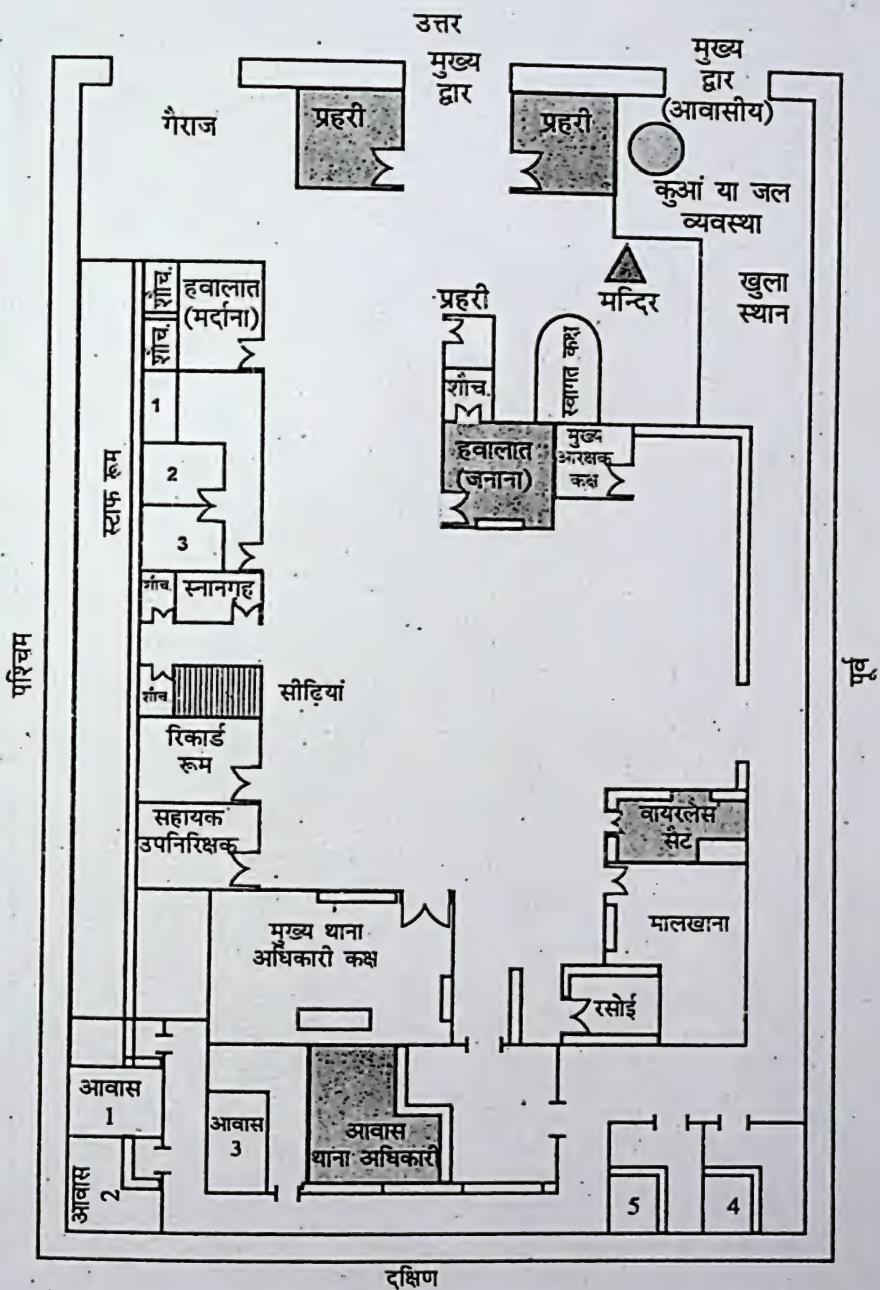 उत्तर
मुख्य
द्वार
मुख्य
द्वार
(आवासीय)
गैराज
प्रहरी
प्रहरी
कुआं या जल
व्यवस्था
खुला
स्थान
मन्दिर
प्रहरी
शौच.
हवालात
(मर्दाना)
शौच.
शौच.
स्वागत कक्ष
हवालात
(जनाना)
मुख्य
आरक्षक
कक्ष
1
2
3
स्टाफ रूम
शौच.
स्नानगृह
पश्चिम
पूर्व
शौच
सीढ़ियां
रिकार्ड
रूम
सहायक
उपनिरिक्षक
वायरलेस
सैट
मालखाना
मुख्य थाना
अधिकारी कक्ष
रसोई
आवास
1
आवास
2
आवास
3
आवास
थाना अधिकारी
5
4
दक्षिण